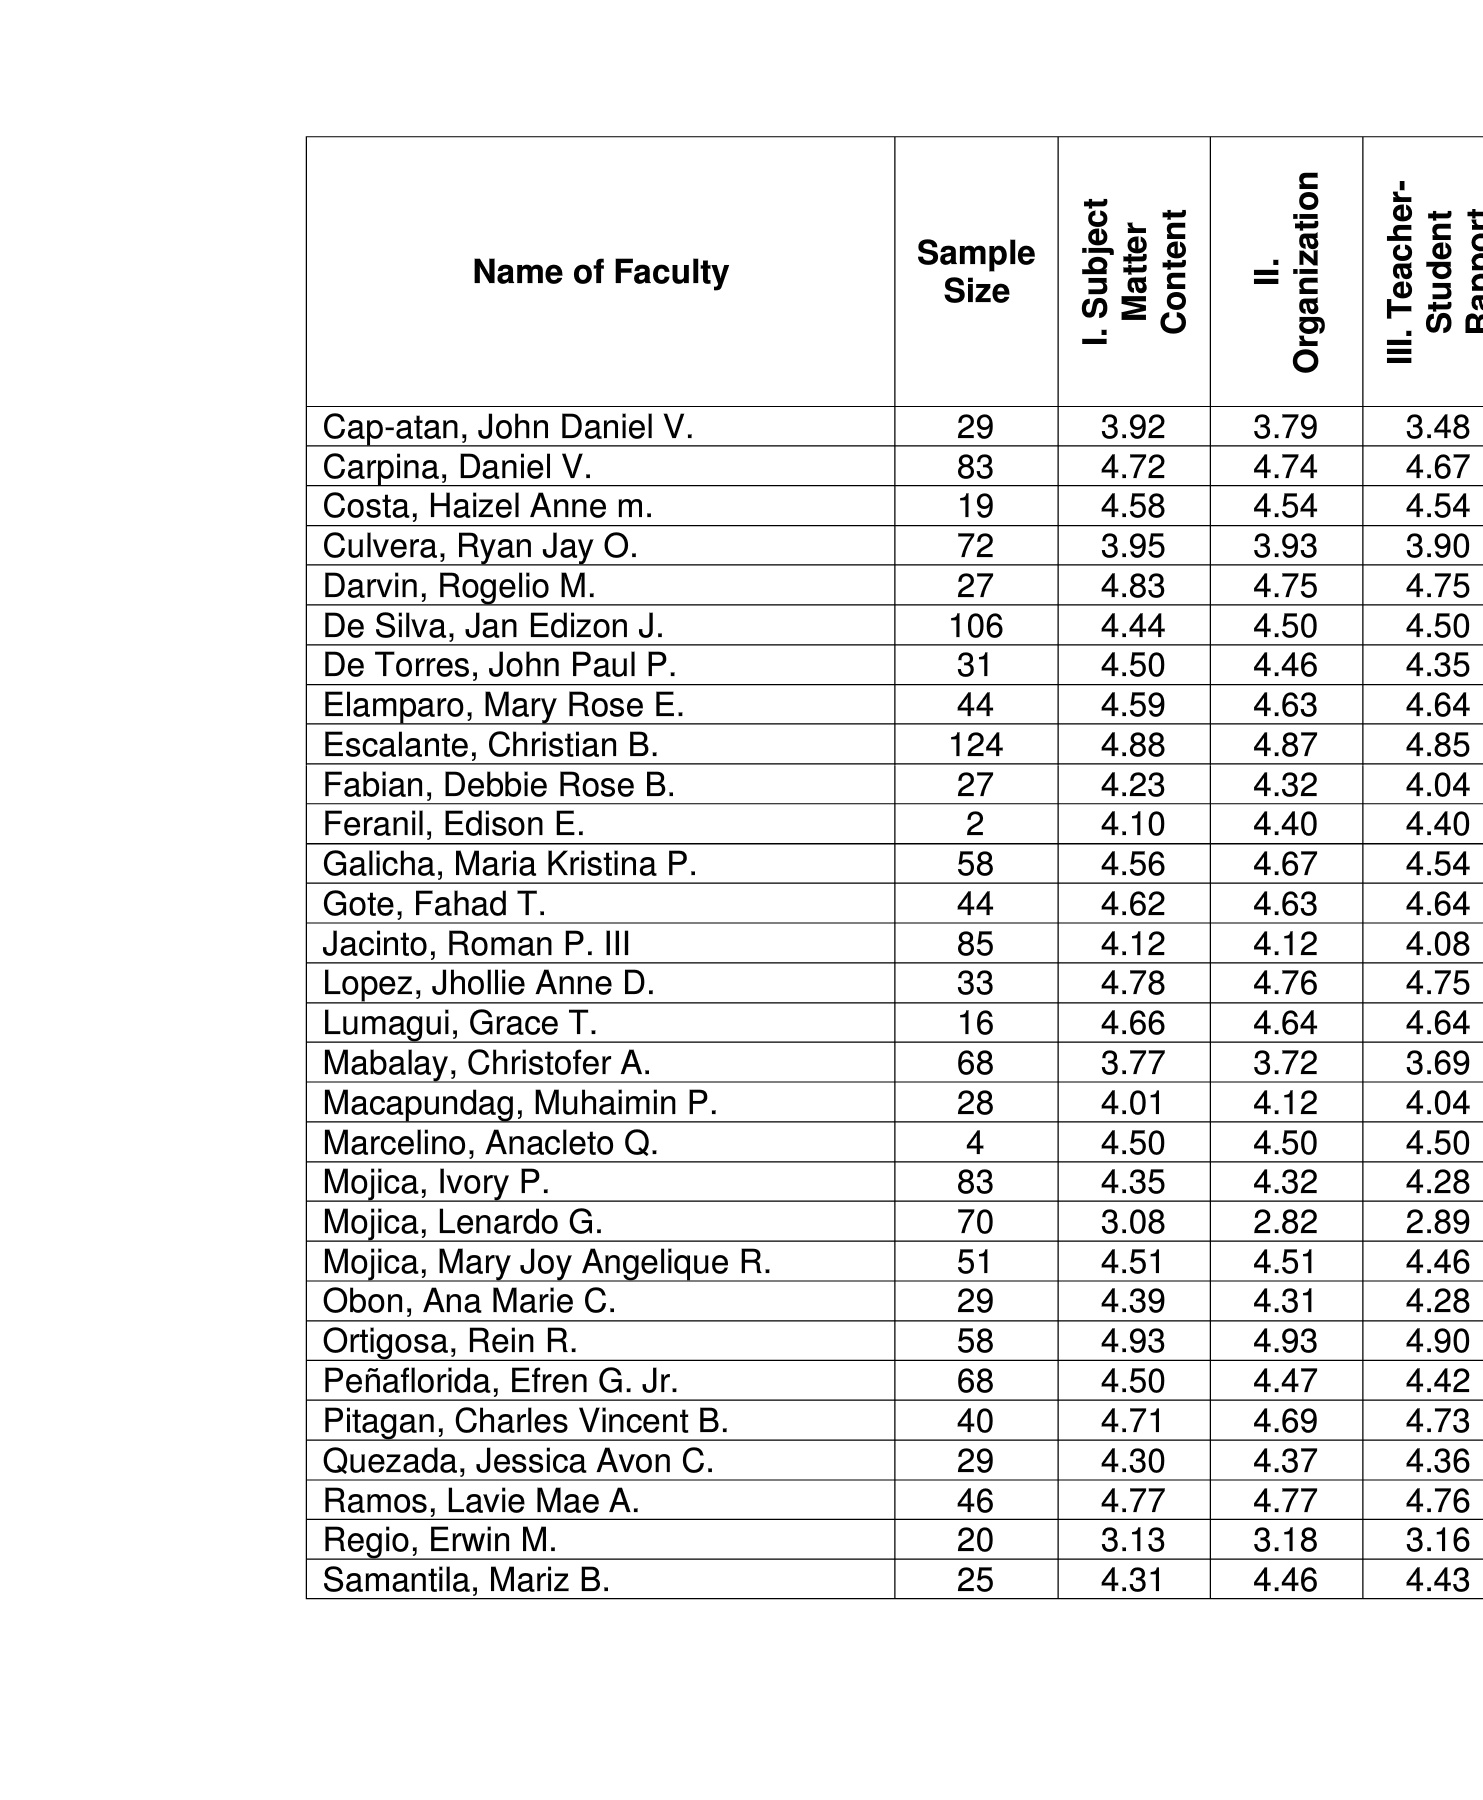 Name of Faculty
Sample
Size
I. Subject
Matter
Content
II.
Organization
III. Teacher-
Student
Rapport
Cap-atan, John Daniel V. 29 3.92 3.79 3.48
Carpina, Daniel V. 83 4.72 4.74 4.67
Costa, Haizel Anne m. 19 4.58 4.54 4.54
Culvera, Ryan Jay O. 72 3.95 3.93 3.90
Darvin, Rogelio M. 27 4.83 4.75 4.75
De Silva, Jan Edizon J. 106 4.44 4.50 4.50
De Torres, John Paul P. 31 4.50 4.46 4.35
Elamparo, Mary Rose E. 44 4.59 4.63 4.64
Escalante, Christian B. 124 4.88 4.87 4.85
Fabian, Debbie Rose B. 27 4.23 4.32 4.04
Feranil, Edison E. 2 4.10 4.40 4.40
Galicha, Maria Kristina P. 58 4.56 4.67 4.54
Gote, Fahad T. 44 4.62 4.63 4.64
Jacinto, Roman P. III 85 4.12 4.12 4.08
Lopez, Jhollie Anne D. 33 4.78 4.76 4.75
Lumagui, Grace T. 16 4.66 4.64 4.64
Mabalay, Christofer A. 68 3.77 3.72 3.69
Macapundag, Muhaimin P. 28 4.01 4.12 4.04
Marcelino, Anacleto Q. 4 4.50 4.50 4.50
Mojica, Ivory P. 83 4.35 4.32 4.28
Mojica, Lenardo G. 70 3.08 2.82 2.89
Mojica, Mary Joy Angelique R. 51 4.51 4.51 4.46
Obon, Ana Marie C. 29 4.39 4.31 4.28
Ortigosa, Rein R. 58 4.93 4.93 4.90
Peñaflorida, Efren G. Jr. 68 4.50 4.47 4.42
Pitagan, Charles Vincent B. 40 4.71 4.69 4.73
Quezada, Jessica Avon C. 29 4.30 4.37 4.36
Ramos, Lavie Mae A. 46 4.77 4.77 4.76
Regio, Erwin M. 20 3.13 3.18 3.16
Samantila, Mariz B. 25 4.31 4.46 4.43